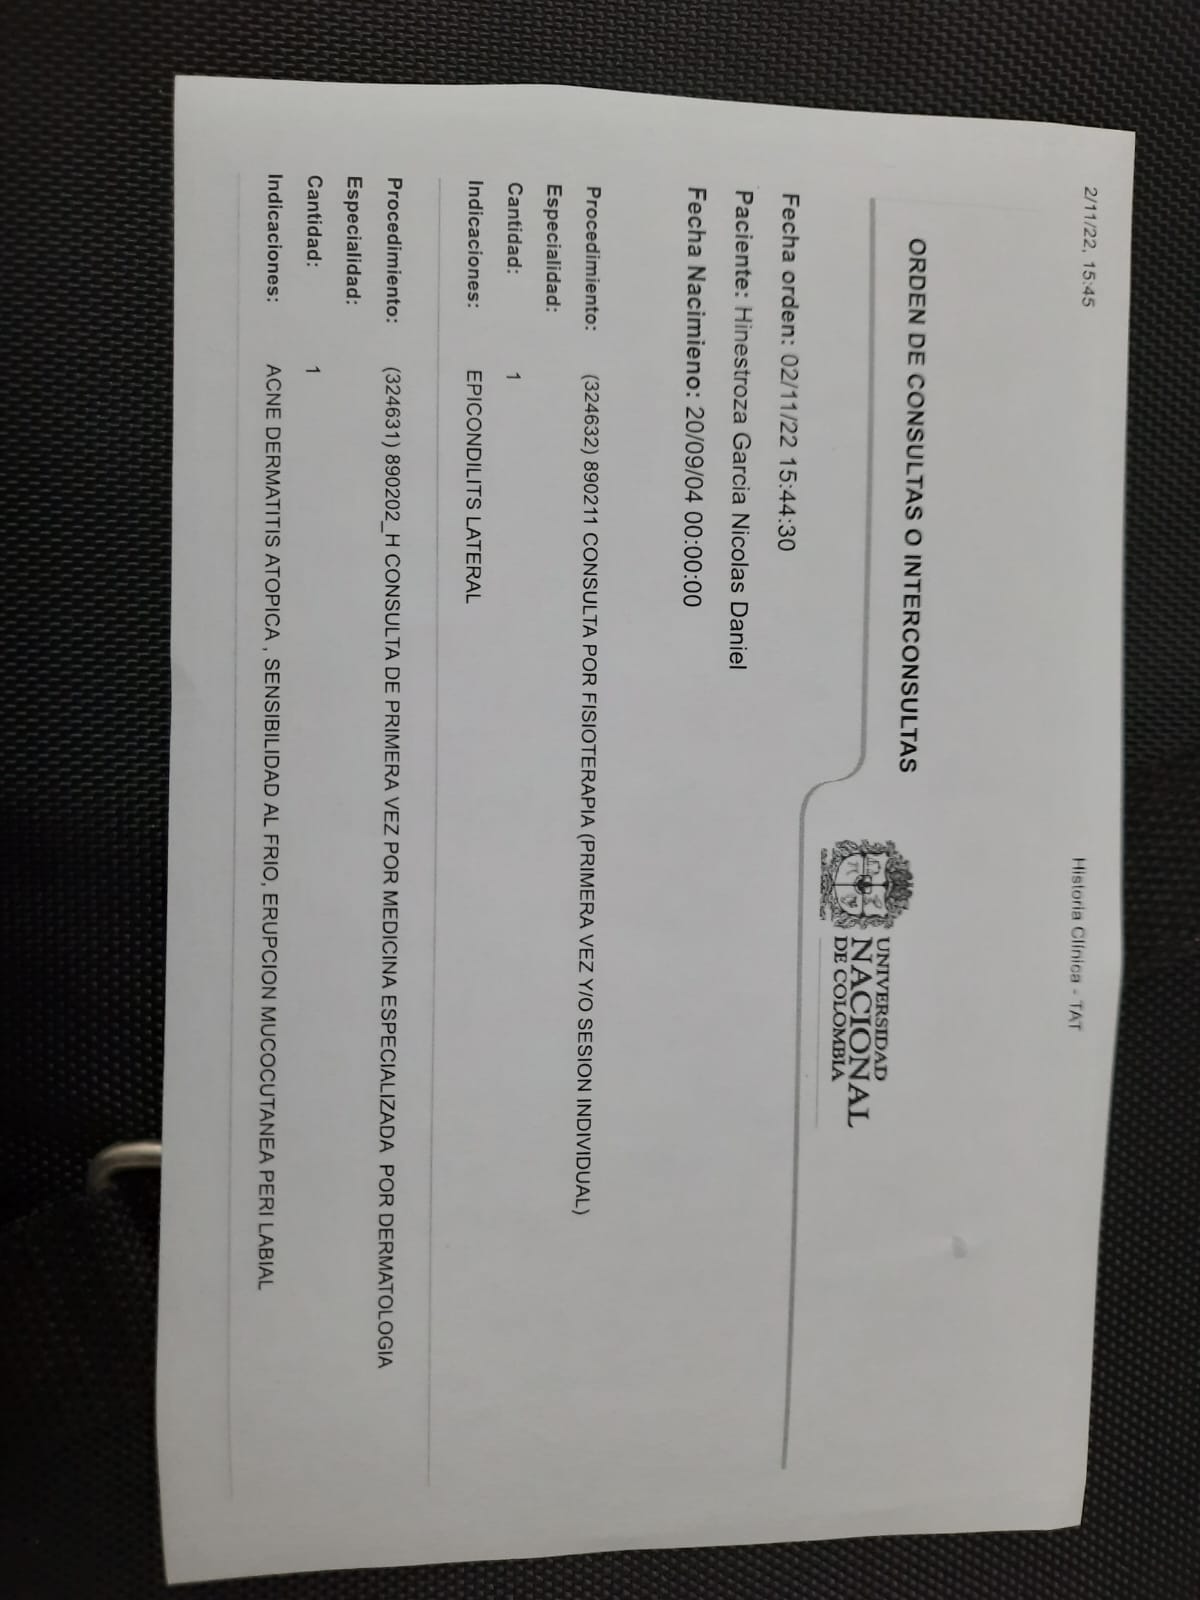 2/11/22, 15:45
Historia Clínica - TAT
ORDEN DE CONSULTAS O INTERCONSULTAS
UNIVERSIDAD
NACIONAL
DE COLOMBIA
Fecha orden: 02/11/22 15:44:30
Paciente: Hinestroza Garcia Nicolas Daniel
Fecha Nacimieno: 20/09/04 00:00:00
Procedimiento: (324632) 890211 CONSULTA POR FISIOTERAPIA (PRIMERA VEZ Y/O SESION INDIVIDUAL)
Especialidad:
Cantidad: 1
Indicaciones: EPICONDILITS LATERAL
Procedimiento: (324631) 890202_H CONSULTA DE PRIMERA VEZ POR MEDICINA ESPECIALIZADA POR DERMATOLOGIA
Especialidad:
Cantidad: 1
Indicaciones: ACNE DERMATITIS ATOPICA , SENSIBILIDAD AL FRIO, ERUPCION MUCOCUTANEA PERI LABIAL